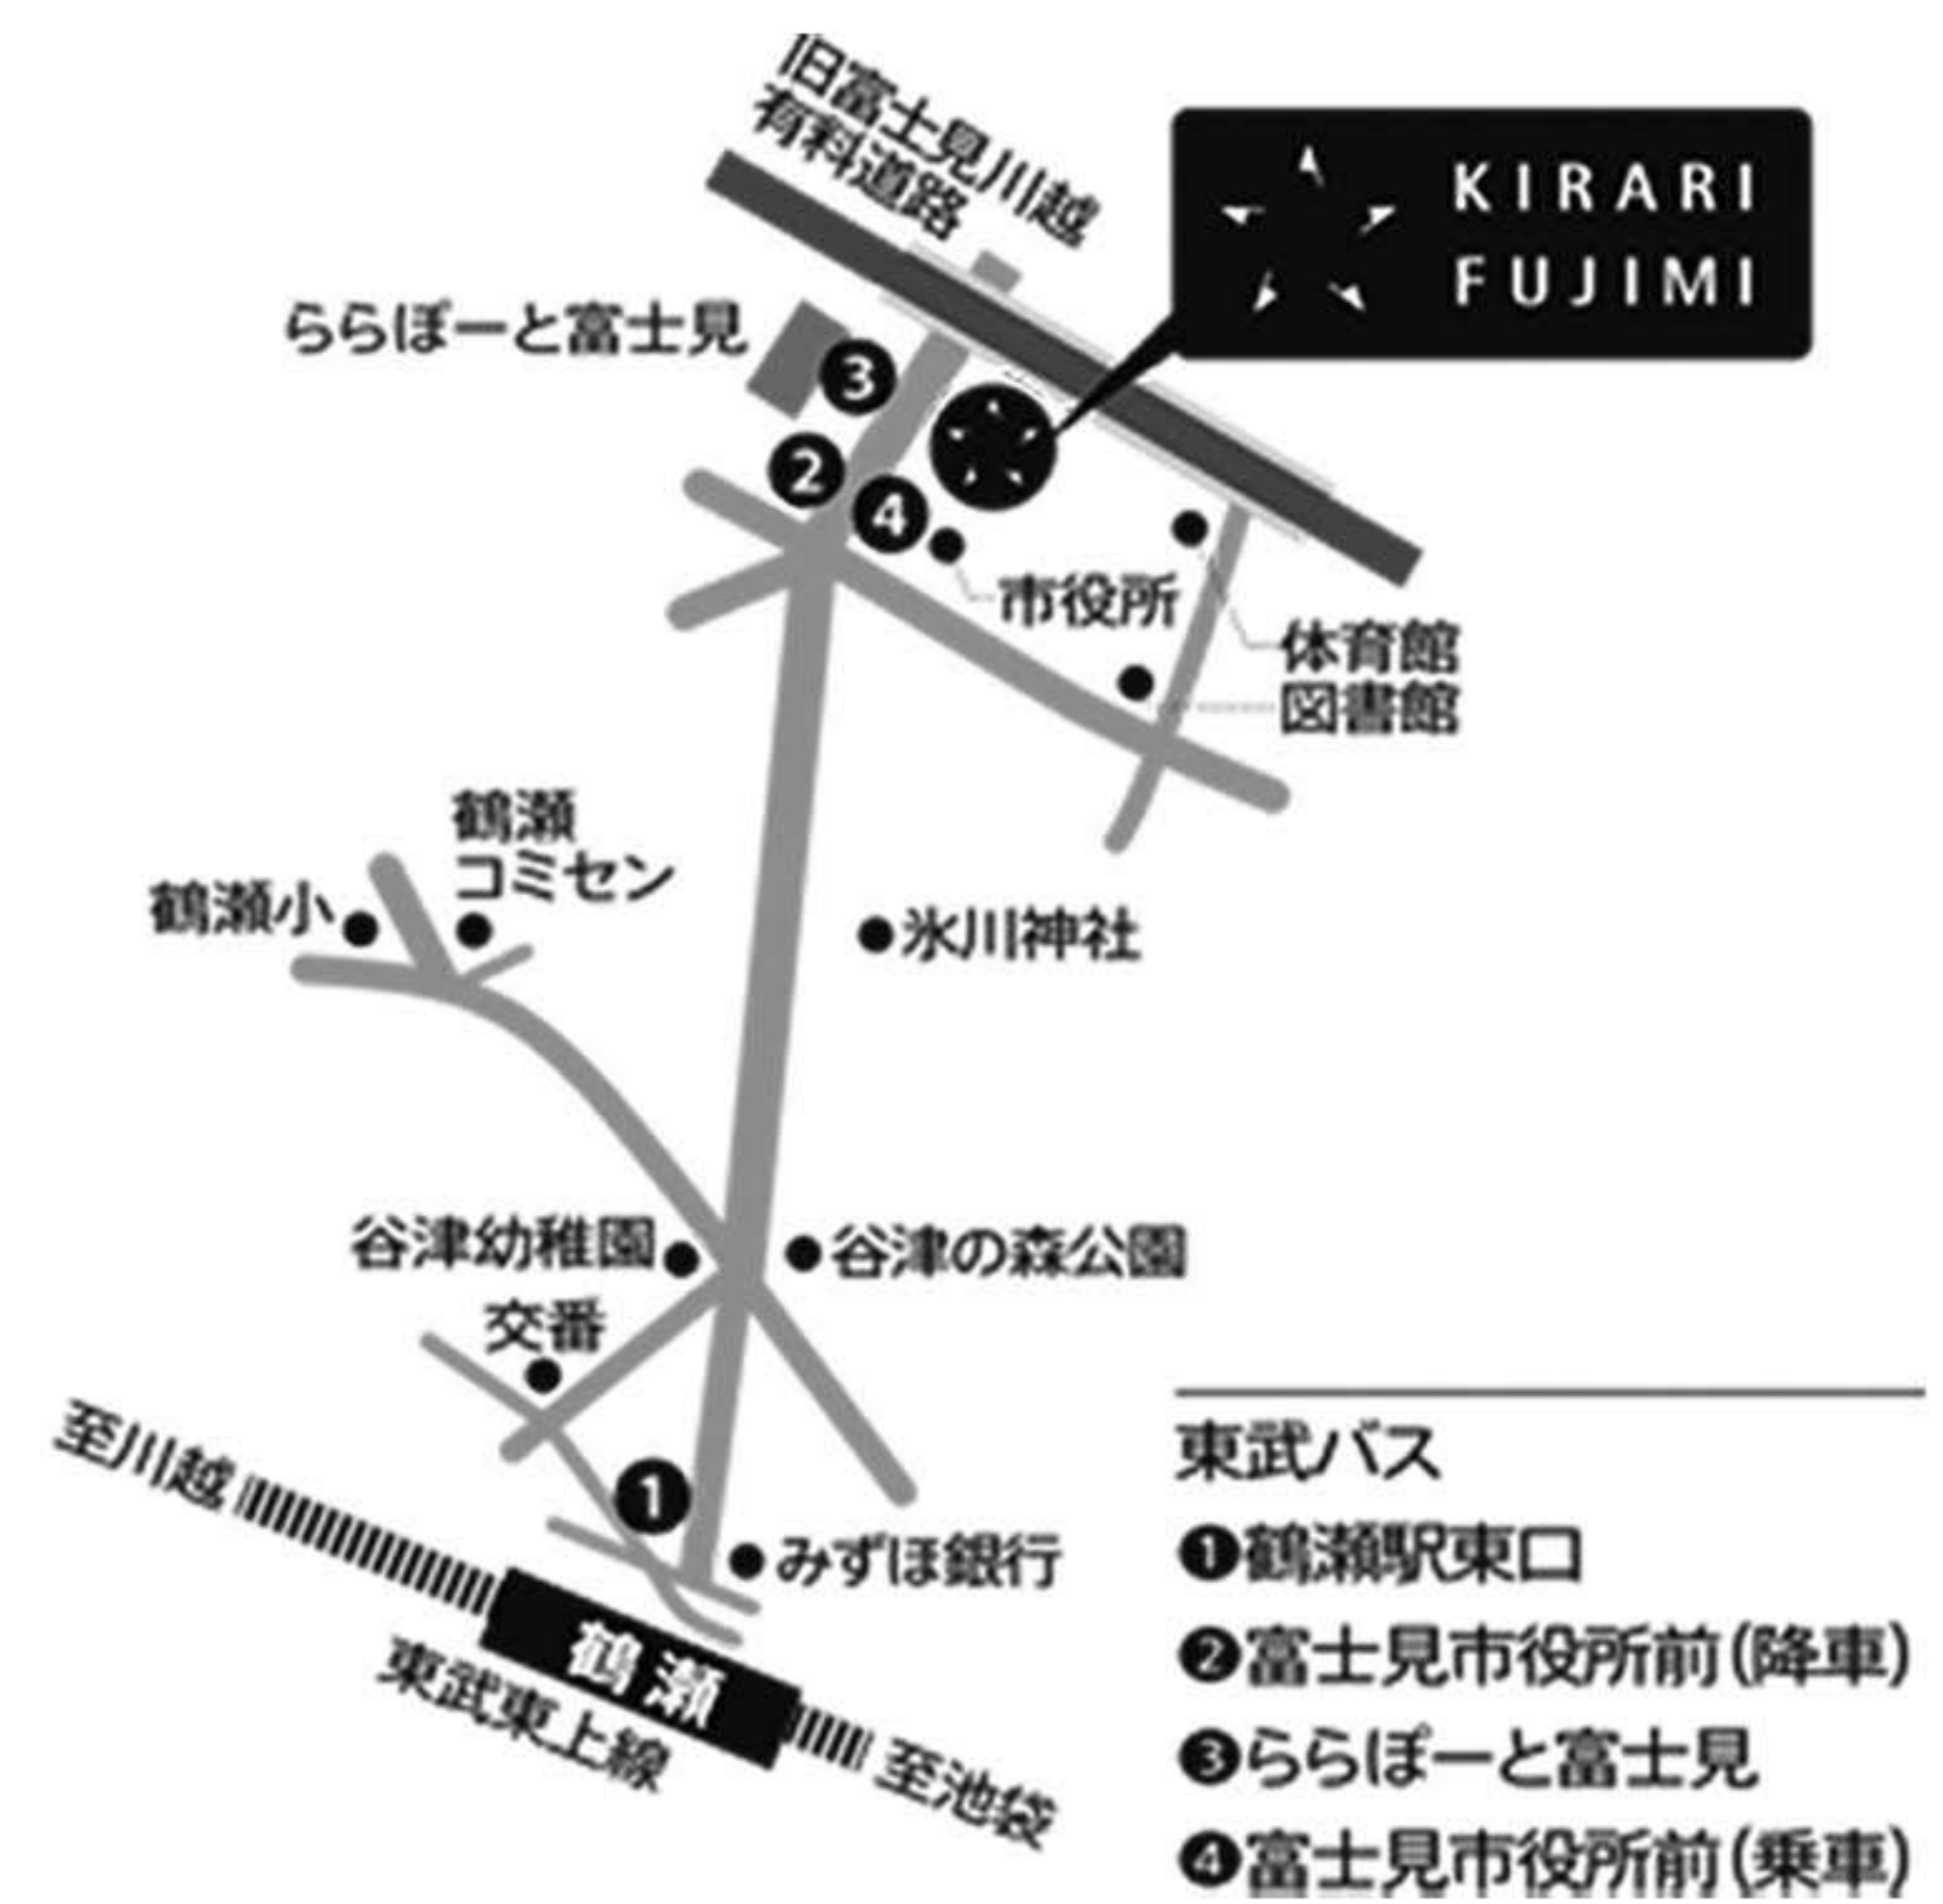 旧富士見川越
有料道路
KIRARI
FUJIMI
ららぽーと富士見
3
2
4
市役所
体育館
図書館
鶴瀬
コミセン
鶴瀬小
氷川神社
谷津幼稚園
谷津の森公園
交番
至川越
1
みずほ銀行
鶴瀬
東武東上線
至池袋
東武バス
❶鶴瀬駅東口
❷富士見市役所前(降車)
❸ららぽーと富士見
❹富士見市役所前(乗車)